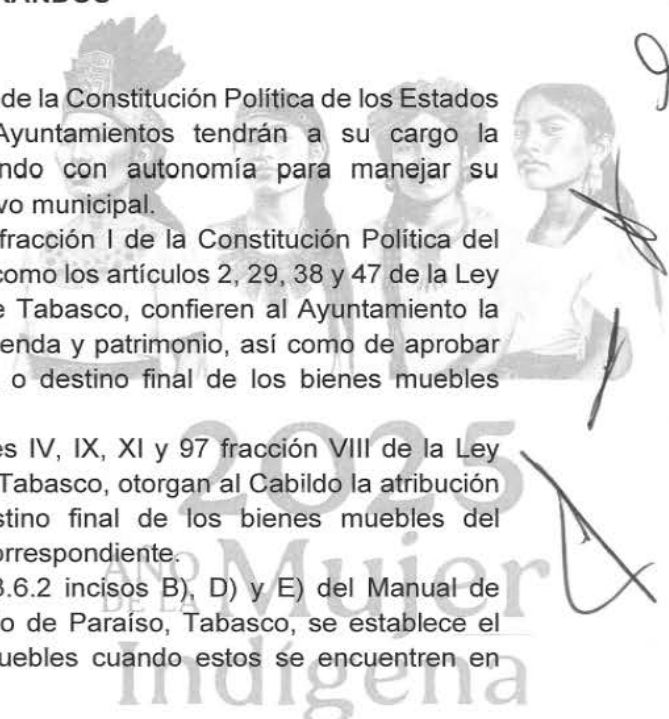 de la Constitución Política de los Estados
Ayuntamientos tendrán a su cargo la
ndo con autonomía para manejar su
vo municipal.
fracción I de la Constitución Política del
como los artículos 2, 29, 38 y 47 de la Ley
e Tabasco, confieren al Ayuntamiento la
enda y patrimonio, así como de aprobar
o destino final de los bienes muebles
es IV, IX, XI y 97 fracción VIII de la Ley
Tabasco, otorgan al Cabildo la atribución
stino final de los bienes muebles del
orrespondiente.
3.6.2 incisos B), D) y E) del Manual de
o de Paraíso, Tabasco, se establece el
uebles cuando estos se encuentren en
2025
AÑO
DE LA
Mujer
Indígena